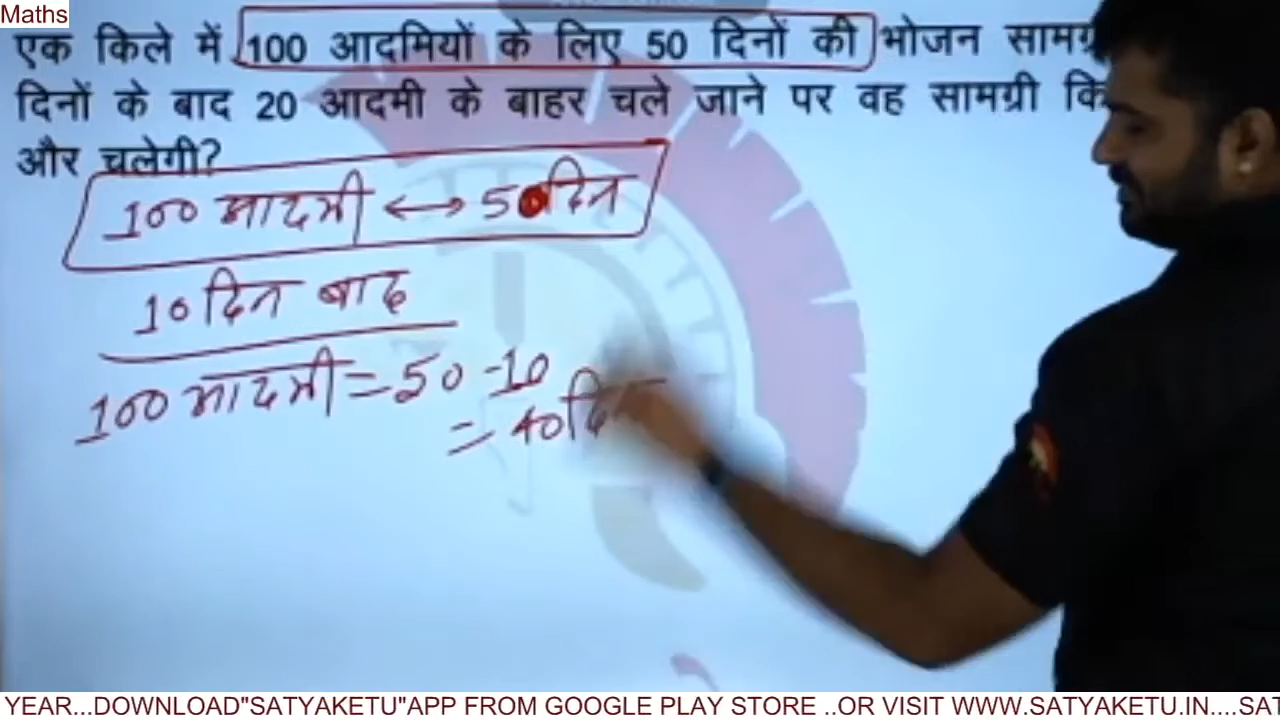 Maths
एक किले में 100 आदमियों के लिए 50 दिनों की भोजन
दिनों के बाद 20 आदमी के बाहर चले जाने पर वह सामग्री
और चलेगी?
100 आदमी ↔ 50 दिन
10 दिन बाद
100 आदमी = 50 - 10
= 40
YEAR...DOWNLOAD"SATYAKETU"APP FROM GOOGLE PLAY STORE ..OR VISIT WWW.SATYAKETU.IN....SAT